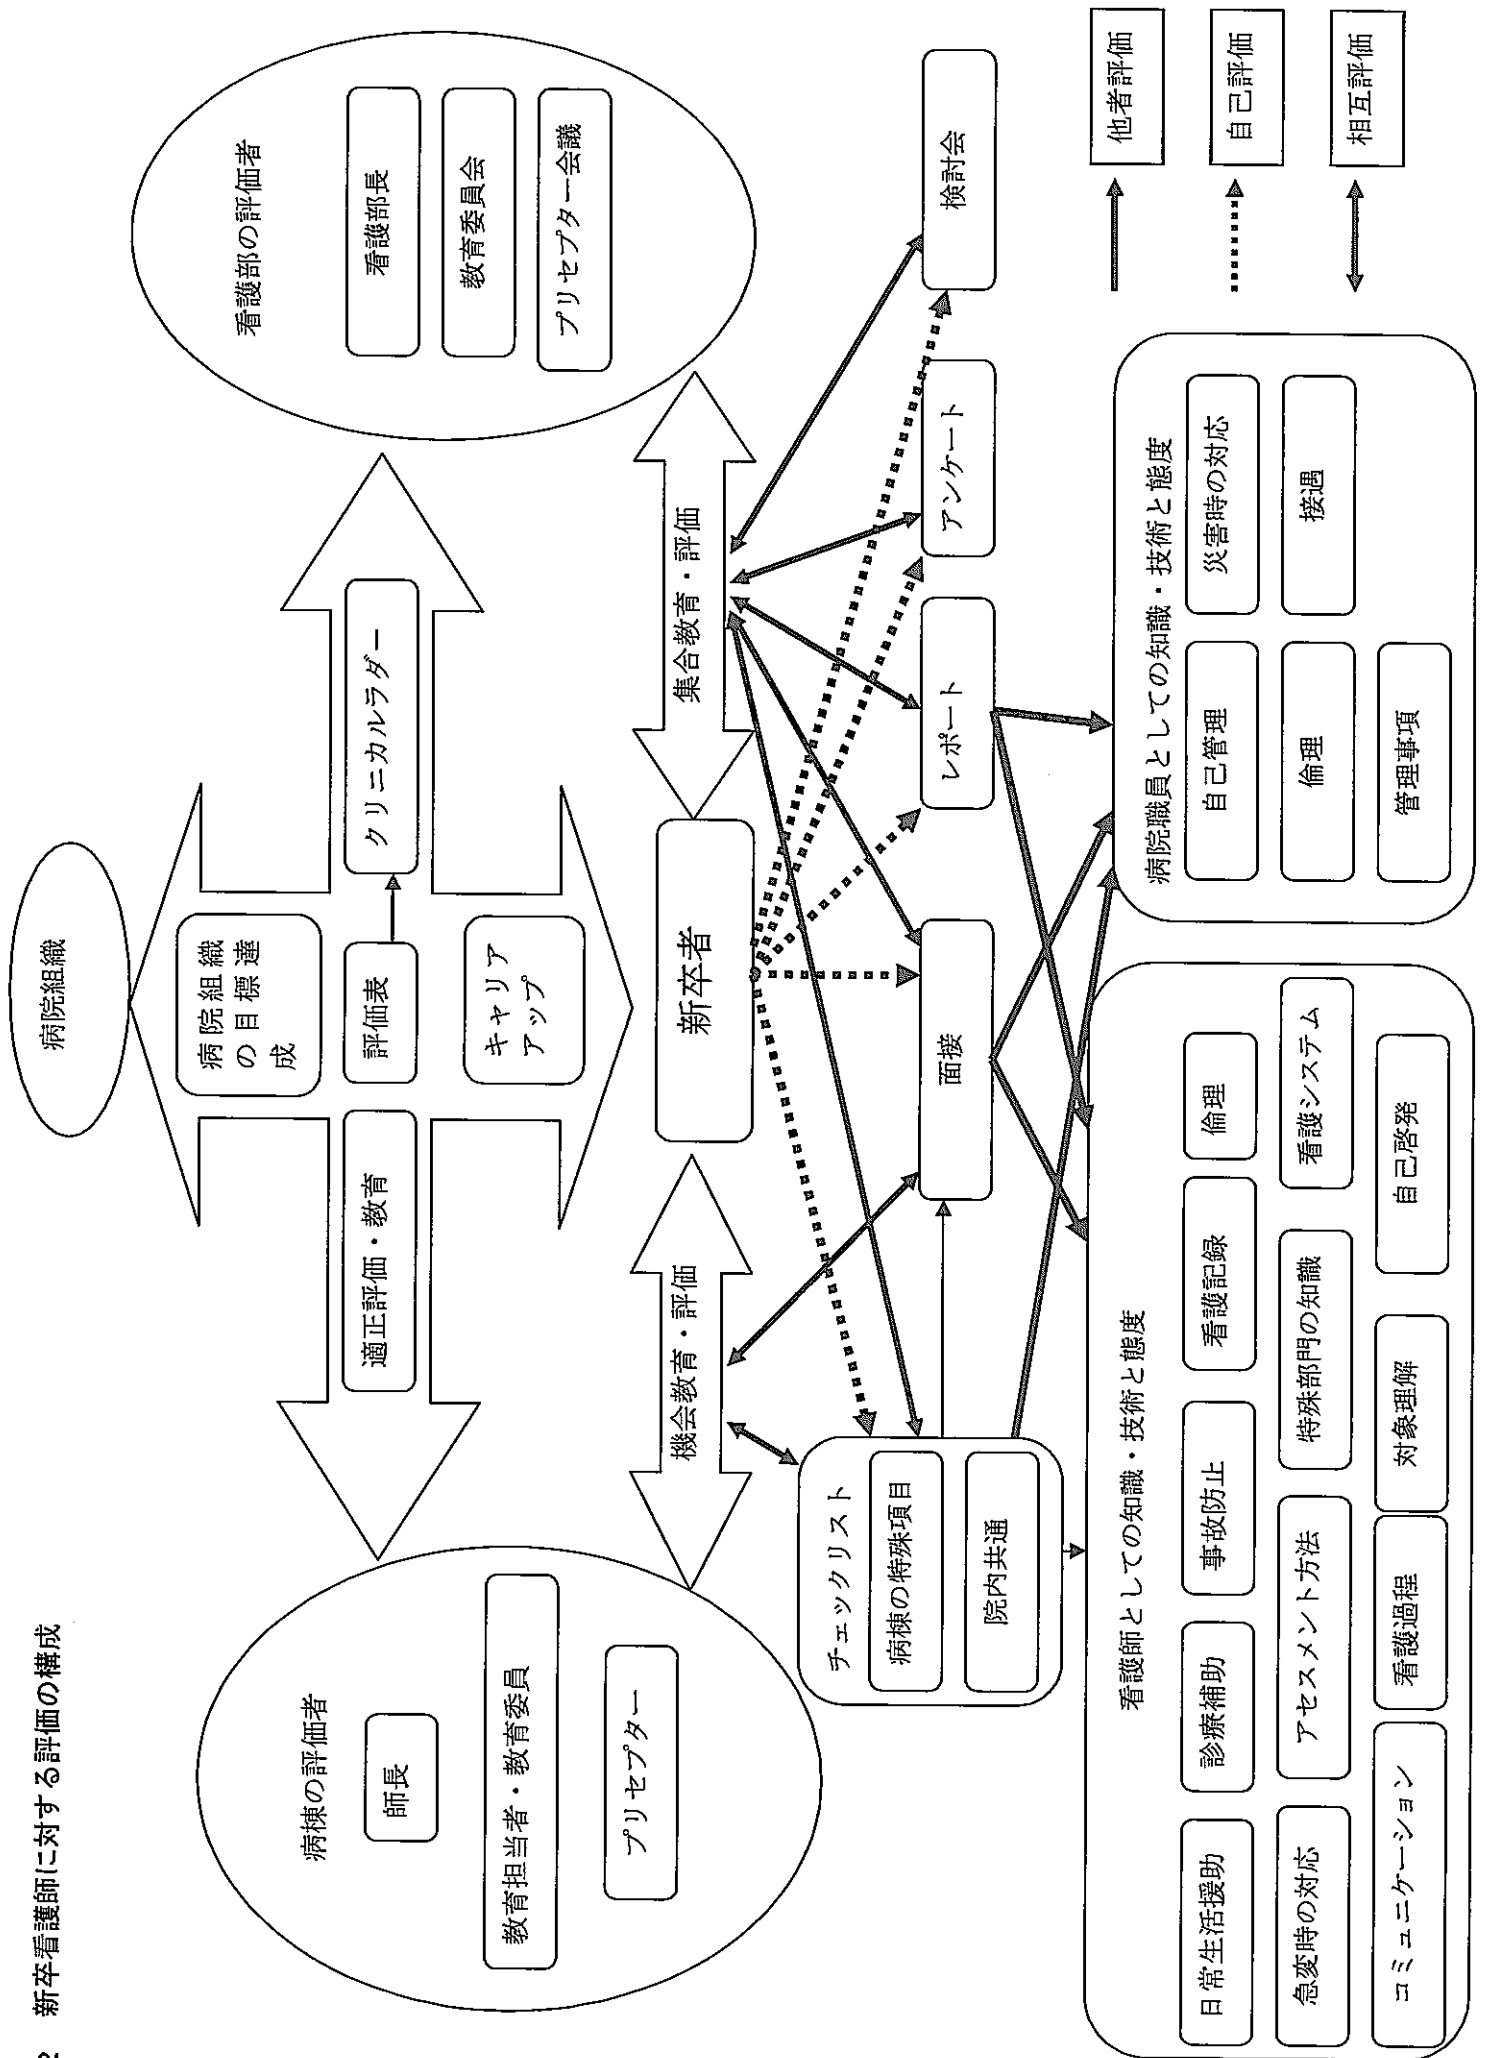 2　新卒看護師に対する評価の構成
病院組織
病院組織
の目標達
成
適正評価・教育
評価表
クリニカルラダー
キャリア
アップ
病棟の評価者
師長
教育担当者・教育委員
プリセプター
看護部の評価者
看護部長
教育委員会
プリセプター会議
機会教育・評価
新卒者
集合教育・評価
チェックリスト
病棟の特殊項目
院内共通
面接
レポート
アンケート
検討会
看護師としての知識・技術と態度
日常生活援助
診療補助
事故防止
看護記録
倫理
急変時の対応
アセスメント方法
特殊部門の知識
看護システム
コミュニケーション
看護過程
対象理解
自己啓発
病院職員としての知識・技術と態度
自己管理
災害時の対応
倫理
接遇
管理事項
他者評価
自己評価
相互評価